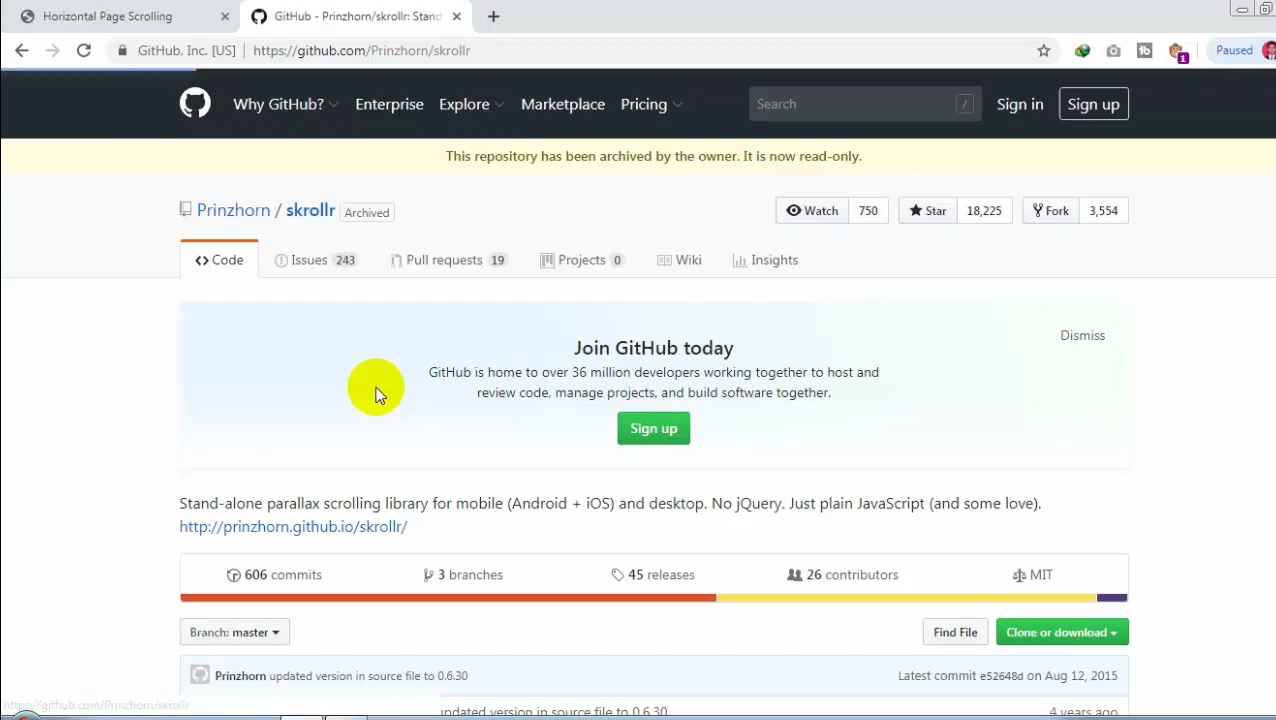 Horizontal Page Scrolling
GitHub - Prinzhorn/skrollr: Stand
GitHub, Inc. [US]
https://github.com/Prinzhorn/skrollr
1
Paused
Why GitHub?
Enterprise
Explore
Marketplace
Pricing
Search
/
Sign in
Sign up
This repository has been archived by the owner. It is now read-only.
Prinzhorn / skrollr
Archived
Watch 750
Star 18,225
Fork 3,554
Code
Issues 243
Pull requests 19
Projects 0
Wiki
Insights
Join GitHub today
Dismiss
GitHub is home to over 36 million developers working together to host and
review code, manage projects, and build software together.
Sign up
Stand-alone parallax scrolling library for mobile (Android + iOS) and desktop. No jQuery. Just plain JavaScript (and some love).
http://prinzhorn.github.io/skrollr/
606 commits
3 branches
45 releases
26 contributors
MIT
Branch: master
Find File
Clone or download
Prinzhorn updated version in source file to 0.6.30
Latest commit e52648d on Aug 12, 2015
https://github.com/Prinzhorn/skrollr
updated version in source file to 0.6.30
4 years ago